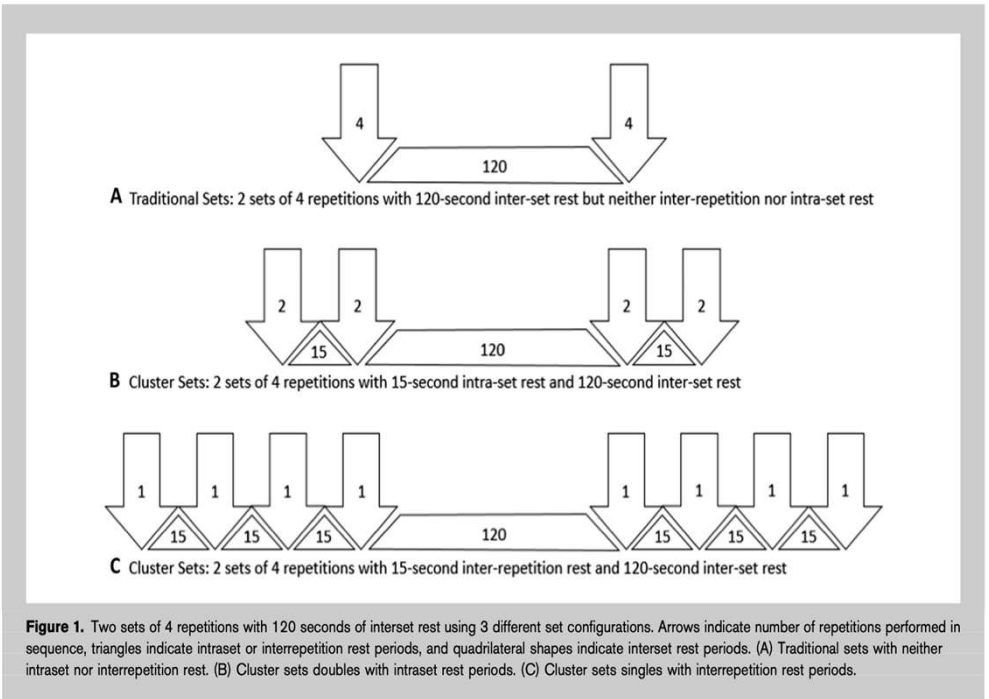 4 4
120
A Traditional Sets: 2 sets of 4 repetitions with 120-second inter-set rest but neither inter-repetition nor intra-set rest
2 2 2 2
15 120 15
B Cluster Sets: 2 sets of 4 repetitions with 15-second intra-set rest and 120-second inter-set rest
1 1 1 1 1 1 1 1
15 15 15 120 15 15 15
C Cluster Sets: 2 sets of 4 repetitions with 15-second inter-repetition rest and 120-second inter-set rest
Figure 1. Two sets of 4 repetitions with 120 seconds of interset rest using 3 different set configurations. Arrows indicate number of repetitions performed in
sequence, triangles indicate intraset or interrepetition rest periods, and quadrilateral shapes indicate interset rest periods. (A) Traditional sets with neither
intraset nor interrepetition rest. (B) Cluster sets doubles with intraset rest periods. (C) Cluster sets singles with interrepetition rest periods.